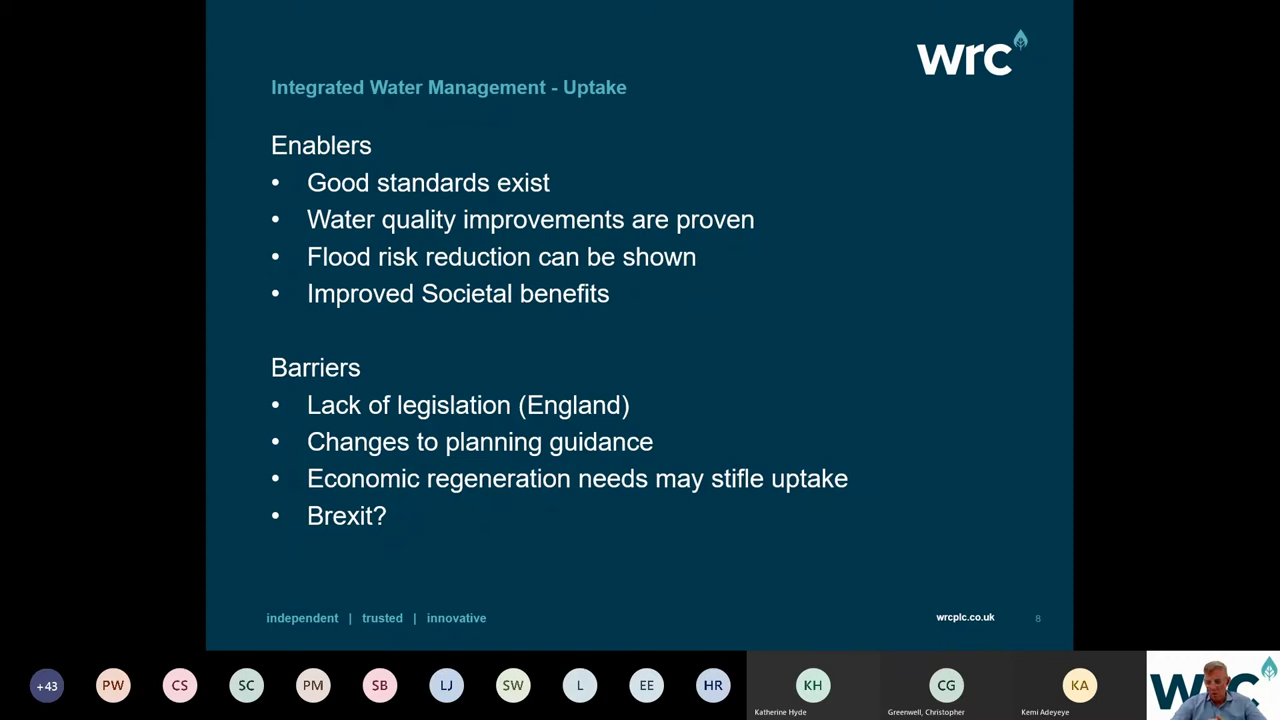 wrc
Integrated Water Management - Uptake
Enablers
• Good standards exist
• Water quality improvements are proven
• Flood risk reduction can be shown
• Improved Societal benefits
Barriers
• Lack of legislation (England)
• Changes to planning guidance
• Economic regeneration needs may stifle uptake
• Brexit?
independent | trusted | innovative
wrcplc.co.uk 8
+43 PW CS SC PM SB LJ SW L EE HR KH CG KA
Katherine Hyde Greenwell, Christopher Kemi Adeyeye